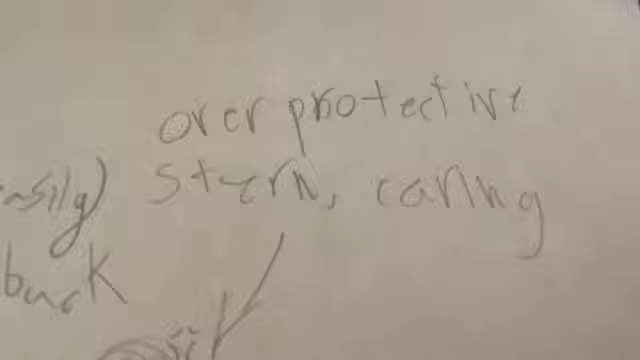 over protective
easily) stern, caring
back